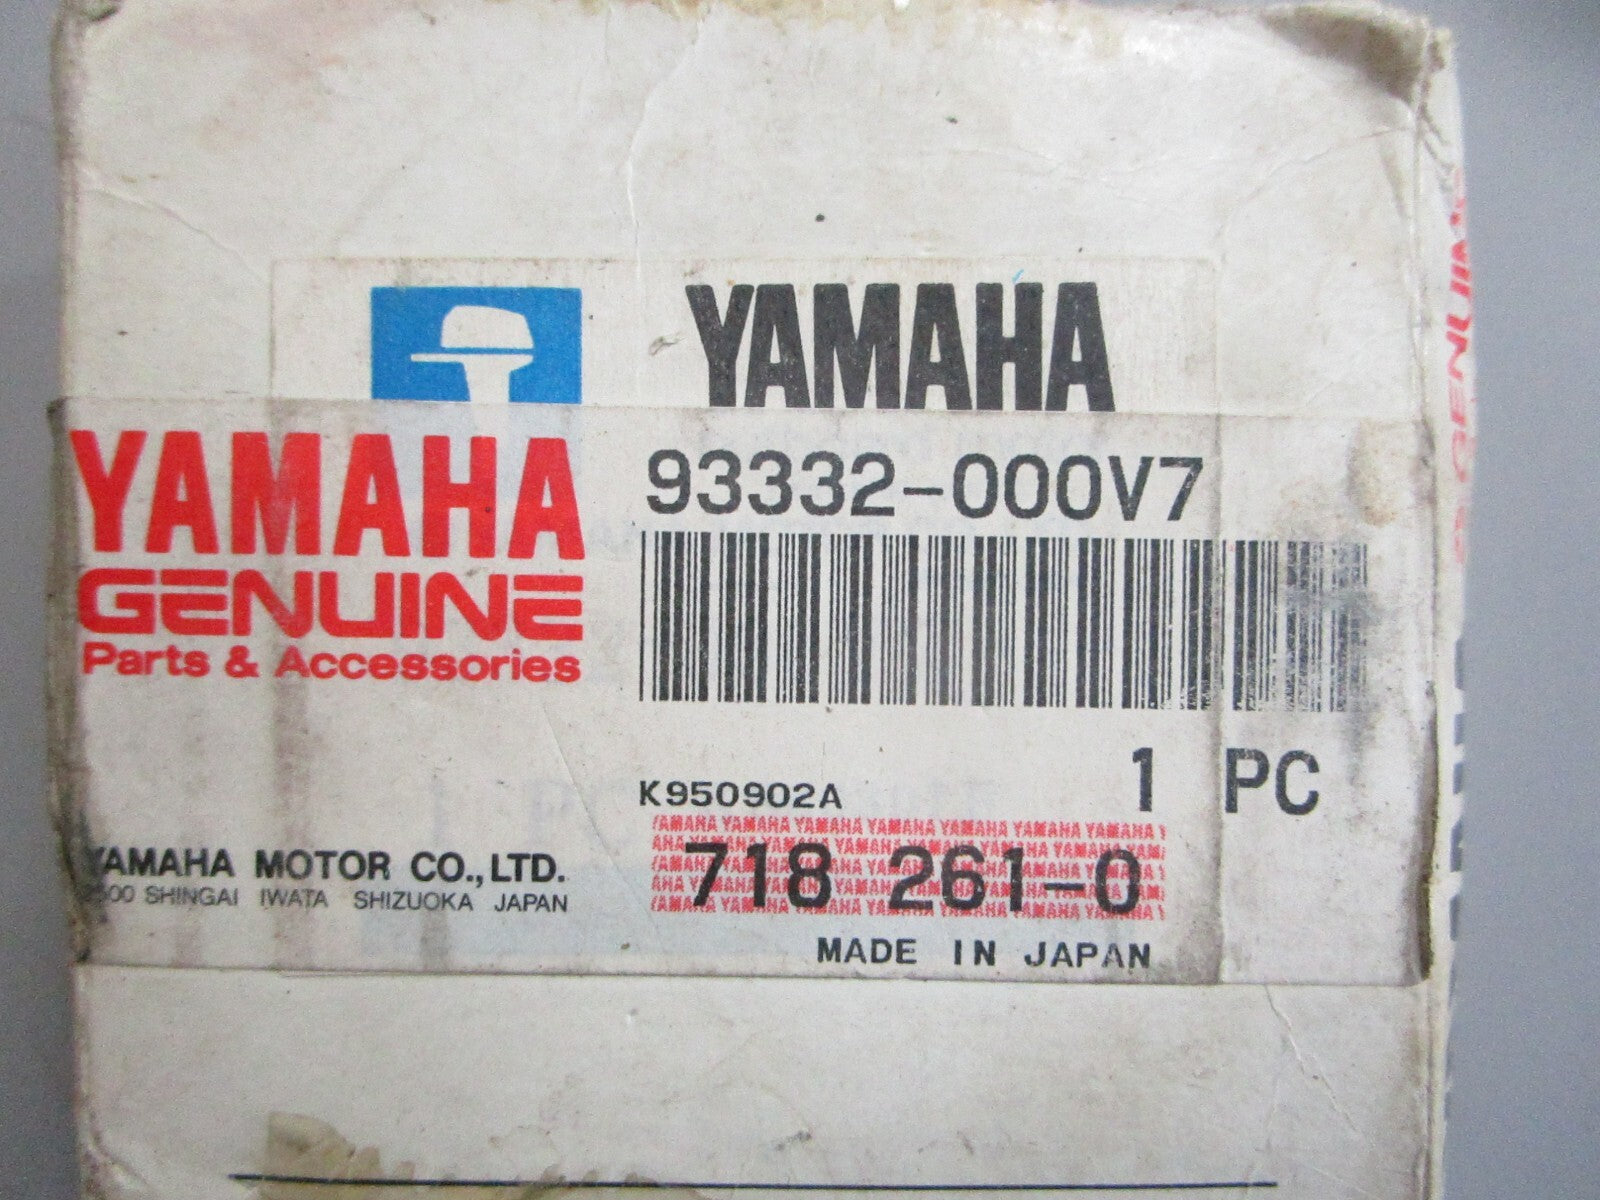 YAMAHA
YAMAHA
GENUINE
Parts & Accessories
93332-000V7
1 PC
K950902A
718 261-0
YAMAHA MOTOR CO., LTD.
SHINGAI IWATA SHIZUOKA JAPAN
MADE IN JAPAN
GENUINE